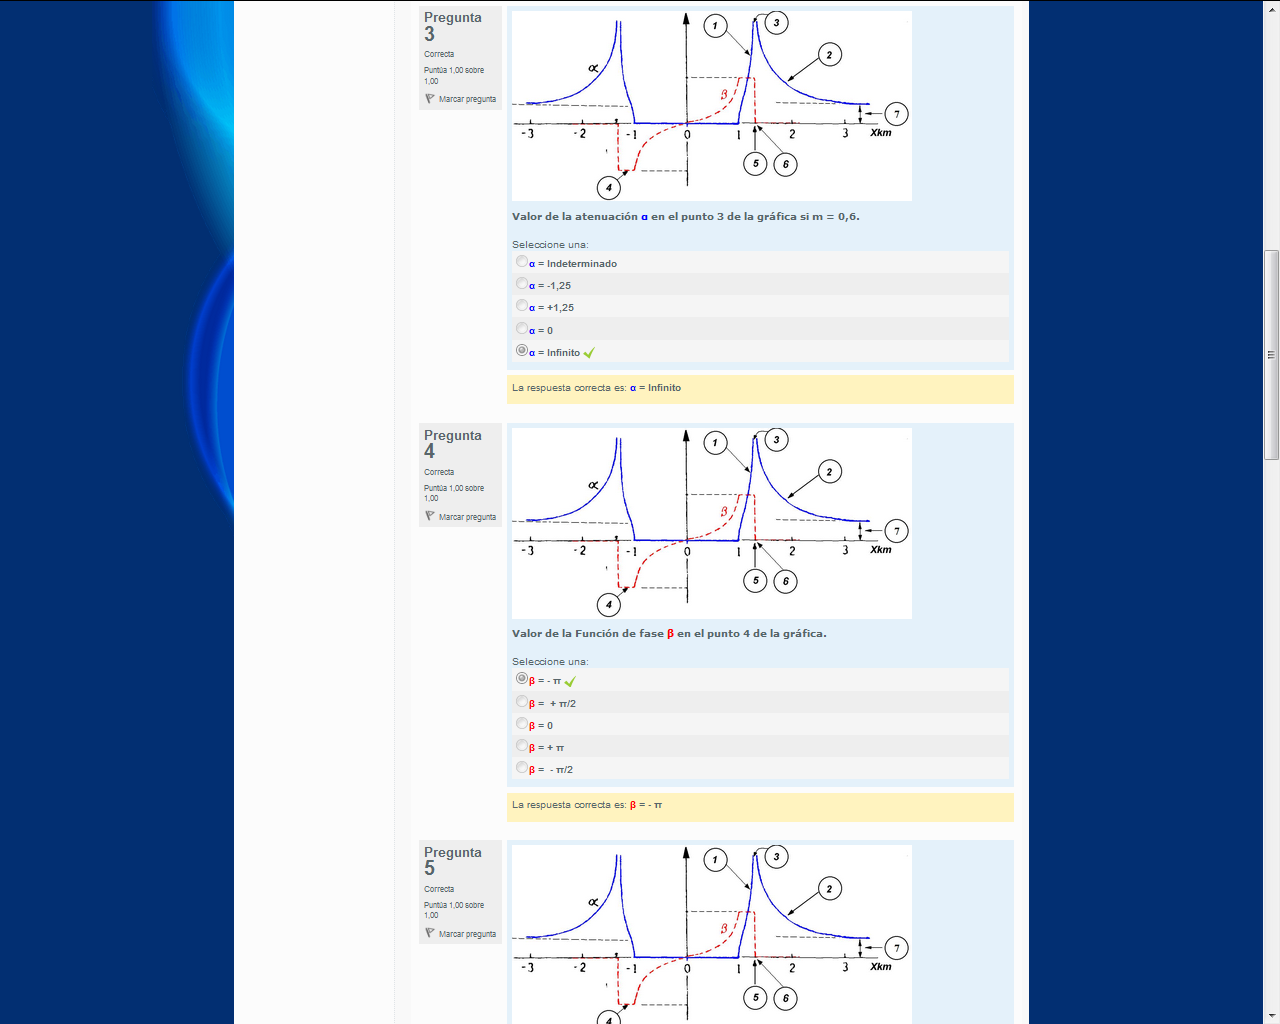 Pregunta
3
Correcta
Puntúa 1,00 sobre
1,00
Marcar pregunta
1
3
2
α
β
7
-3
-2
-1
0
1
2
3
Xkm
5
6
4
Valor de la atenuación α en el punto 3 de la gráfica si m = 0,6.
Seleccione una:
α = Indeterminado
α = -1,25
α = +1,25
α = 0
α = Infinito
La respuesta correcta es: α = Infinito
Pregunta
4
Correcta
Puntúa 1,00 sobre
1,00
Marcar pregunta
1
3
2
α
β
7
-3
-2
-1
0
1
2
3
Xkm
5
6
4
Valor de la Función de fase β en el punto 4 de la gráfica.
Seleccione una:
β = - π
β = + π/2
β = 0
β = + π
β = - π/2
La respuesta correcta es: β = - π
Pregunta
5
Correcta
Puntúa 1,00 sobre
1,00
Marcar pregunta
1
3
2
α
β
7
-3
-2
-1
0
1
2
3
Xkm
5
6
4